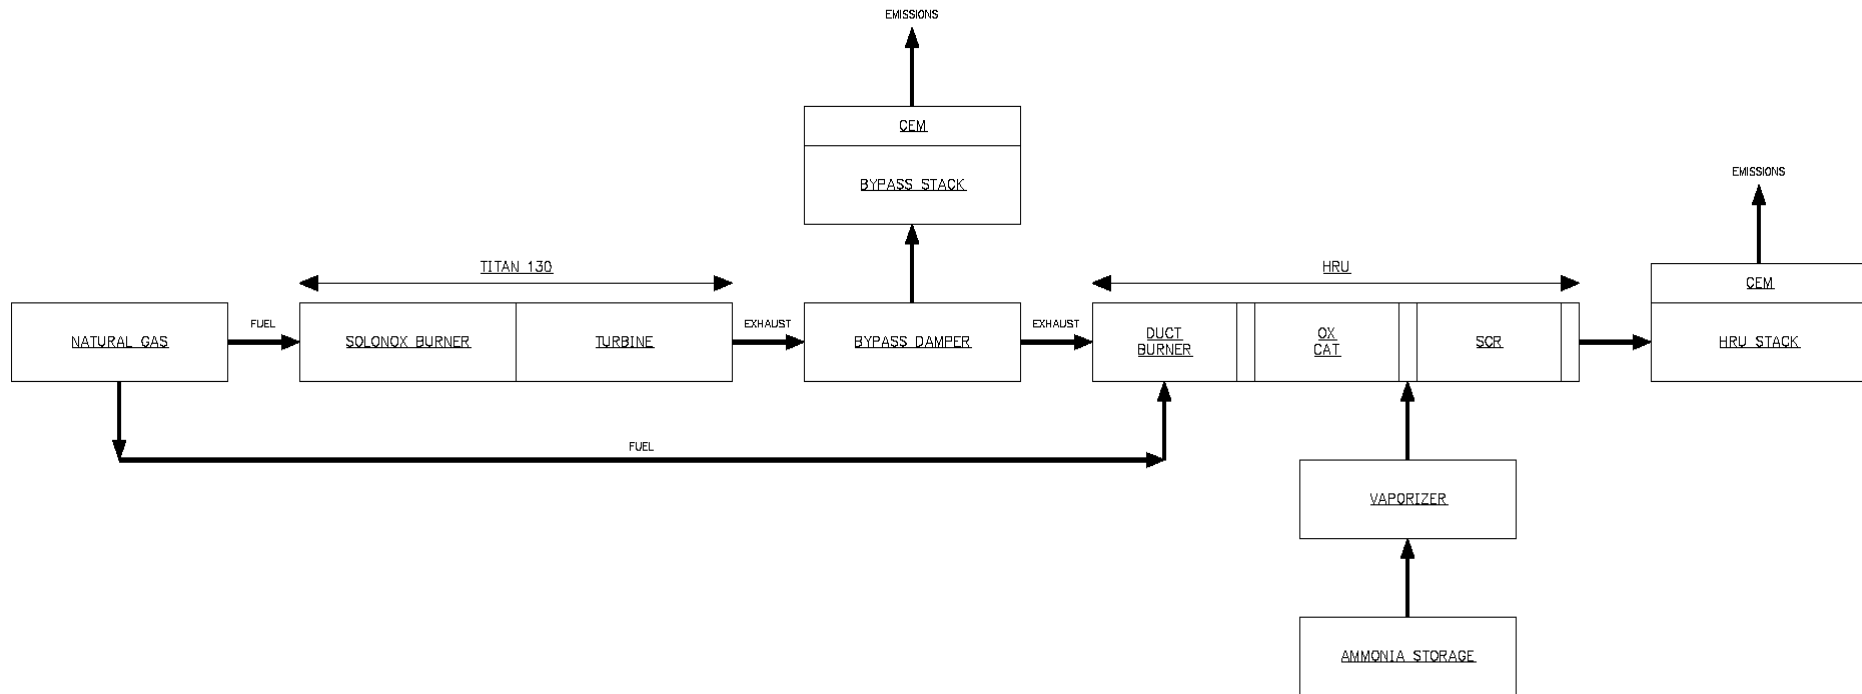 EMISSIONS
CEM
BYPASS STACK
EMISSIONS
TITAN 130
HRU
CEM
NATURAL GAS
FUEL
SOLONOX BURNER
TURBINE
EXHAUST
BYPASS DAMPER
EXHAUST
DUCT
BURNER
OX
CAT
SCR
HRU STACK
FUEL
VAPORIZER
AMMONIA STORAGE